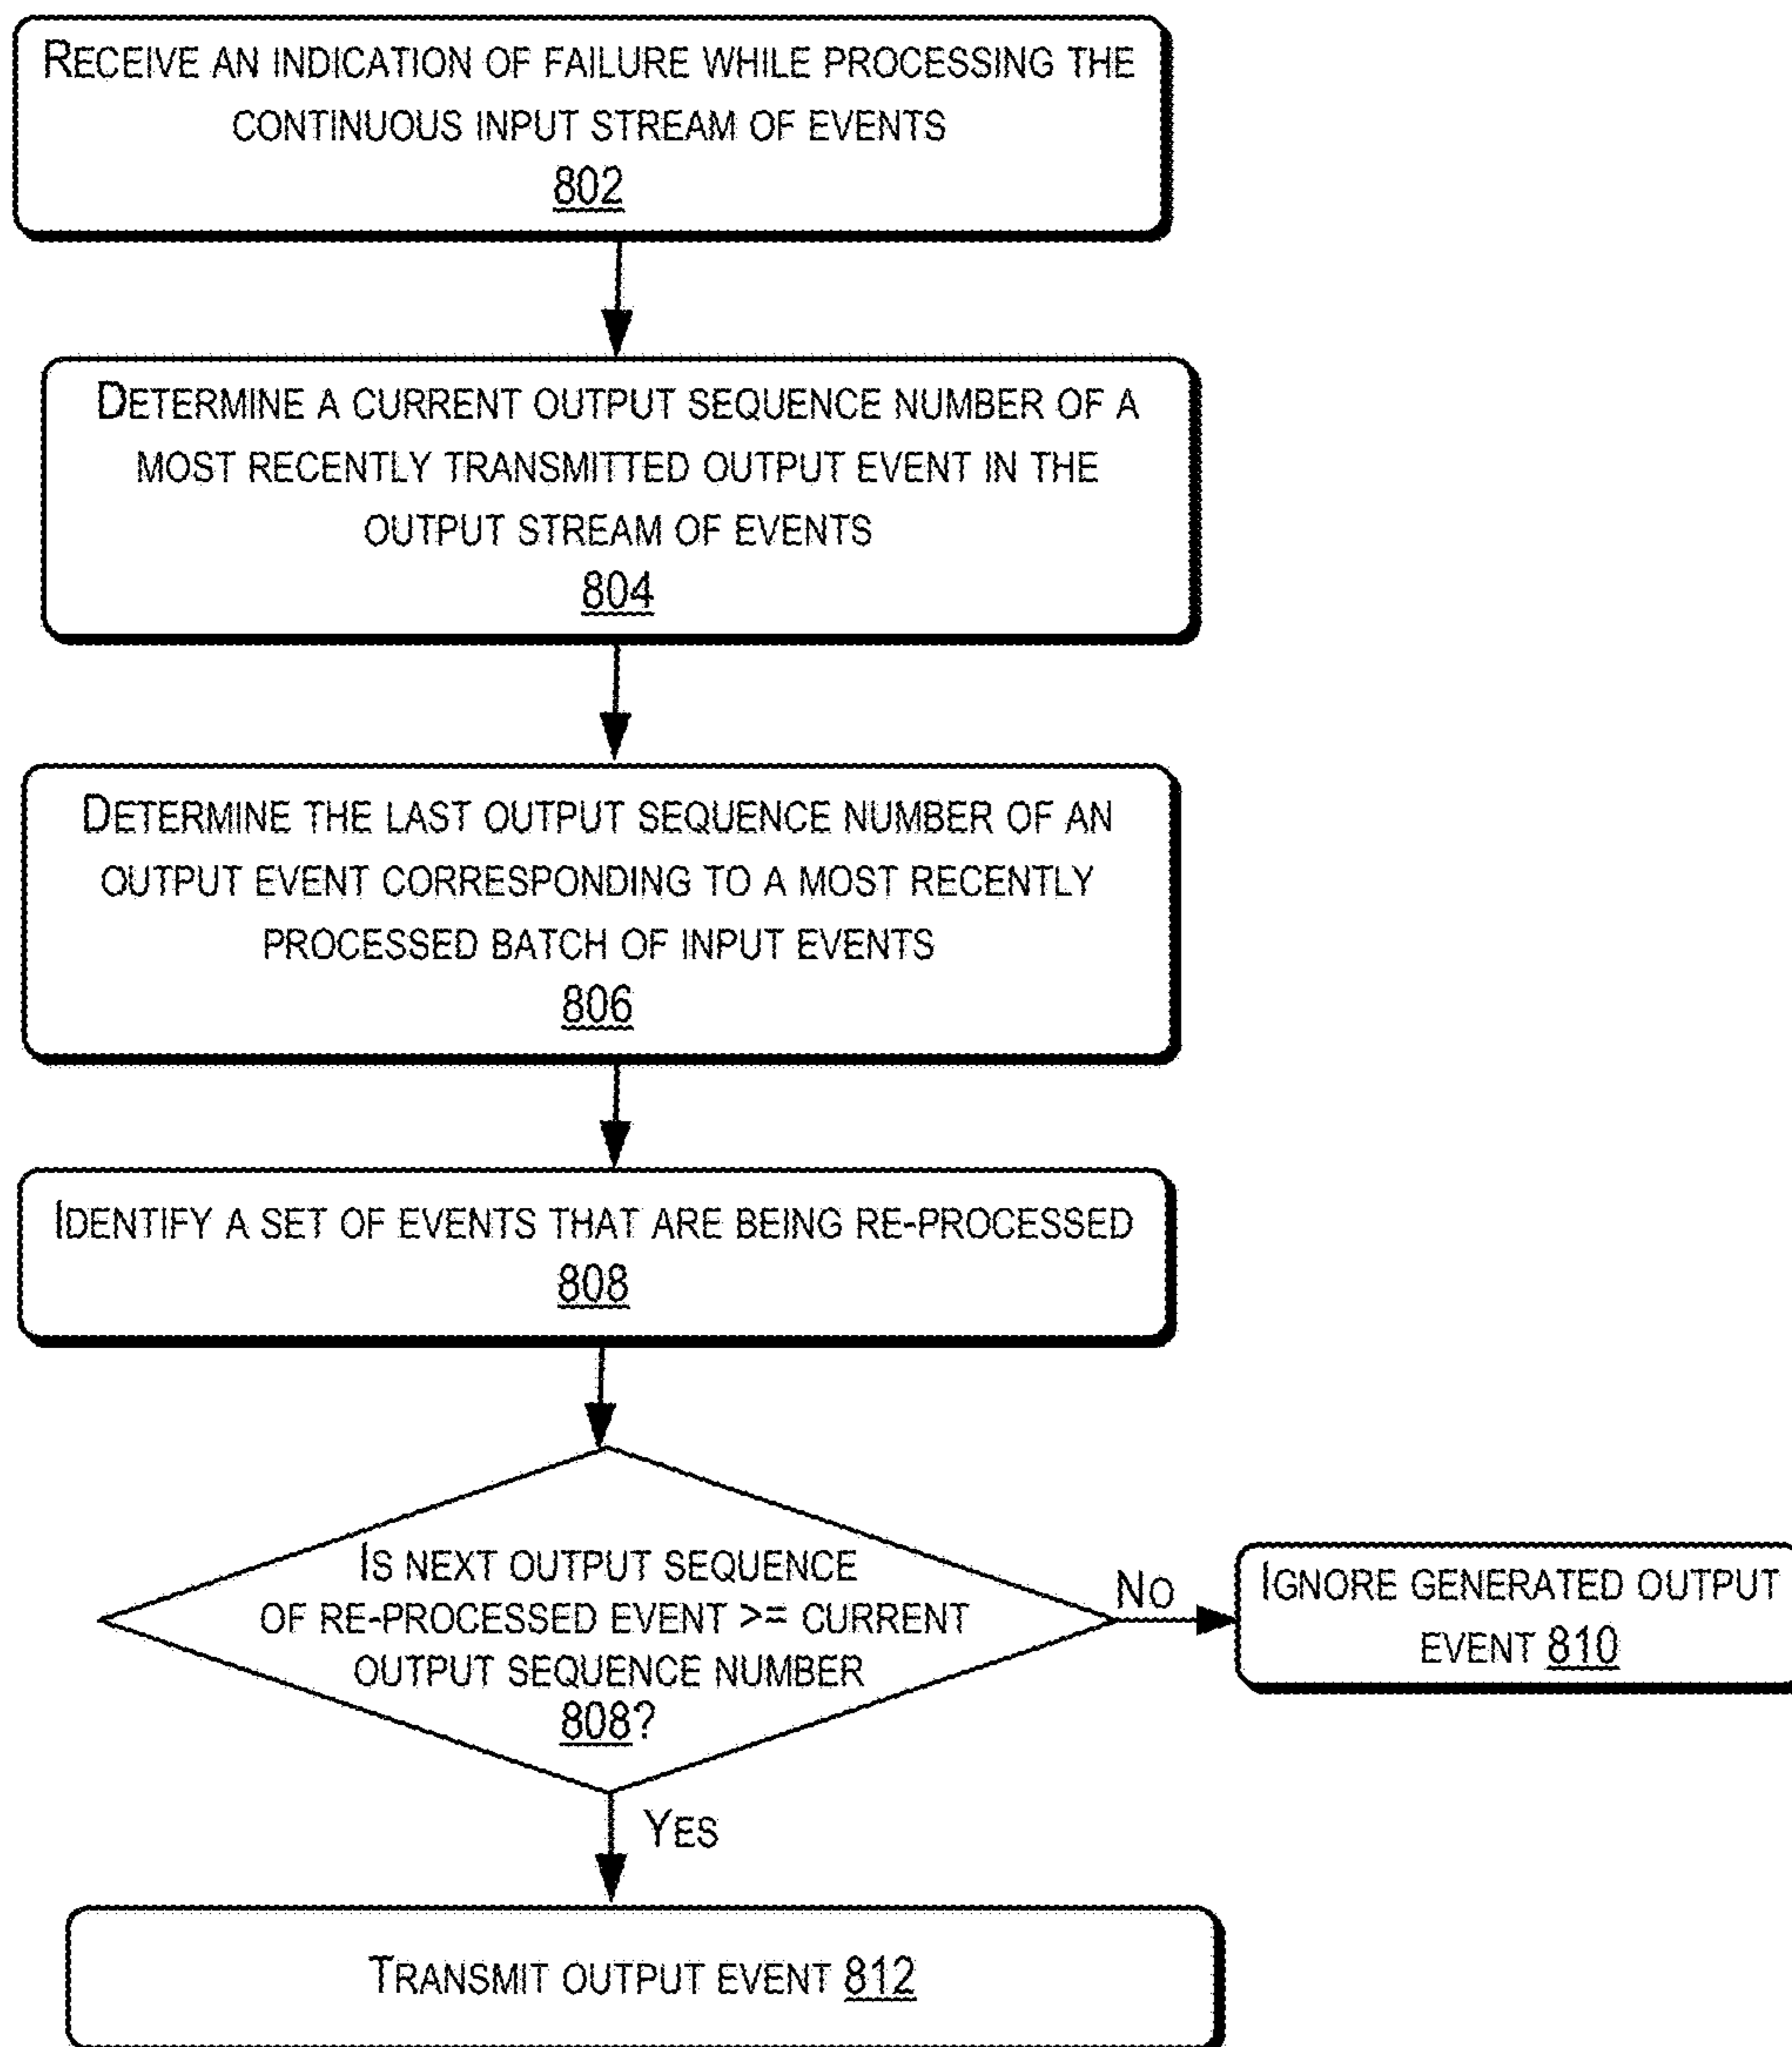 RECEIVE AN INDICATION OF FAILURE WHILE PROCESSING THE
CONTINUOUS INPUT STREAM OF EVENTS
802
DETERMINE A CURRENT OUTPUT SEQUENCE NUMBER OF A
MOST RECENTLY TRANSMITTED OUTPUT EVENT IN THE
OUTPUT STREAM OF EVENTS
804
DETERMINE THE LAST OUTPUT SEQUENCE NUMBER OF AN
OUTPUT EVENT CORRESPONDING TO A MOST RECENTLY
PROCESSED BATCH OF INPUT EVENTS
806
IDENTIFY A SET OF EVENTS THAT ARE BEING RE-PROCESSED
808
IS NEXT OUTPUT SEQUENCE
OF RE-PROCESSED EVENT >= CURRENT
OUTPUT SEQUENCE NUMBER
808?
NO
IGNORE GENERATED OUTPUT
EVENT 810
YES
TRANSMIT OUTPUT EVENT 812